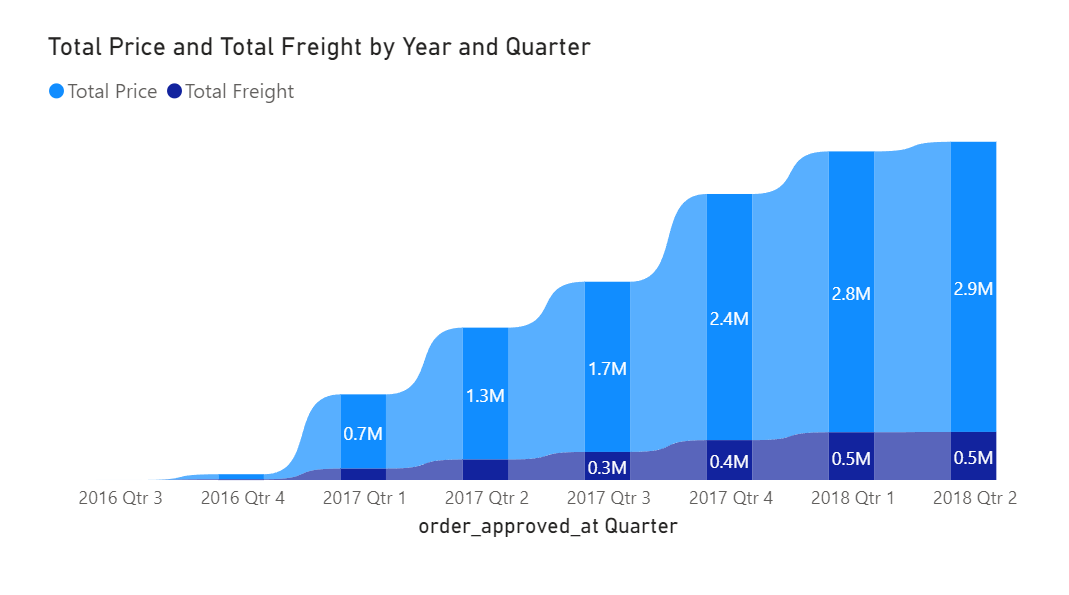 Total Price and Total Freight by Year and Quarter
Total Price Total Freight
2.9M
2.8M
2.4M
1.7M
1.3M
0.7M
0.3M 0.4M 0.5M 0.5M
2016 Qtr 3 2016 Qtr 4 2017 Qtr 1 2017 Qtr 2 2017 Qtr 3 2017 Qtr 4 2018 Qtr 1 2018 Qtr 2
order_approved_at Quarter